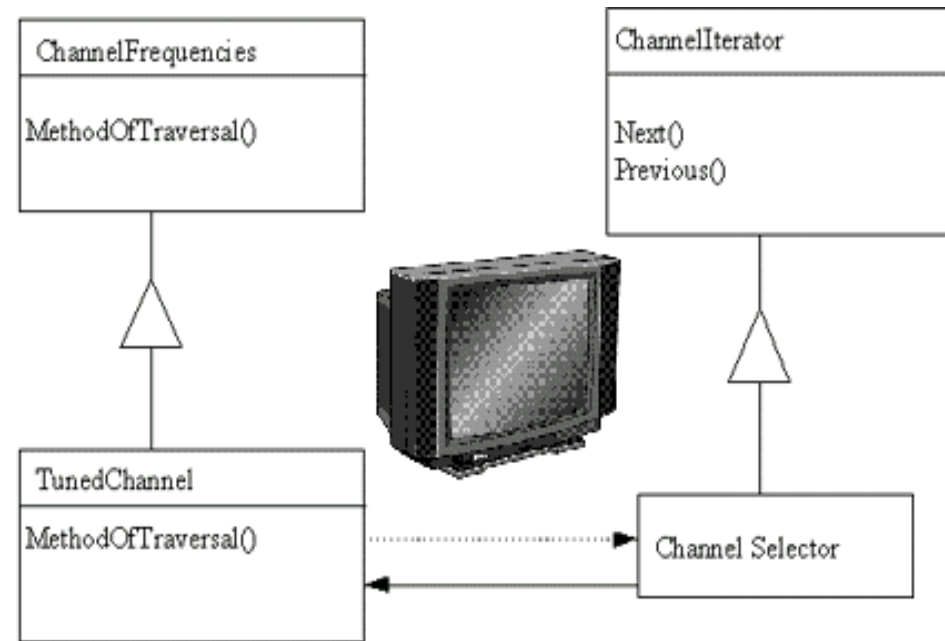 ChannelFrequencies
MethodOfTraversal()
ChannelIterator
Next()
Previous()
TunedChannel
MethodOfTraversal()
Channel Selector